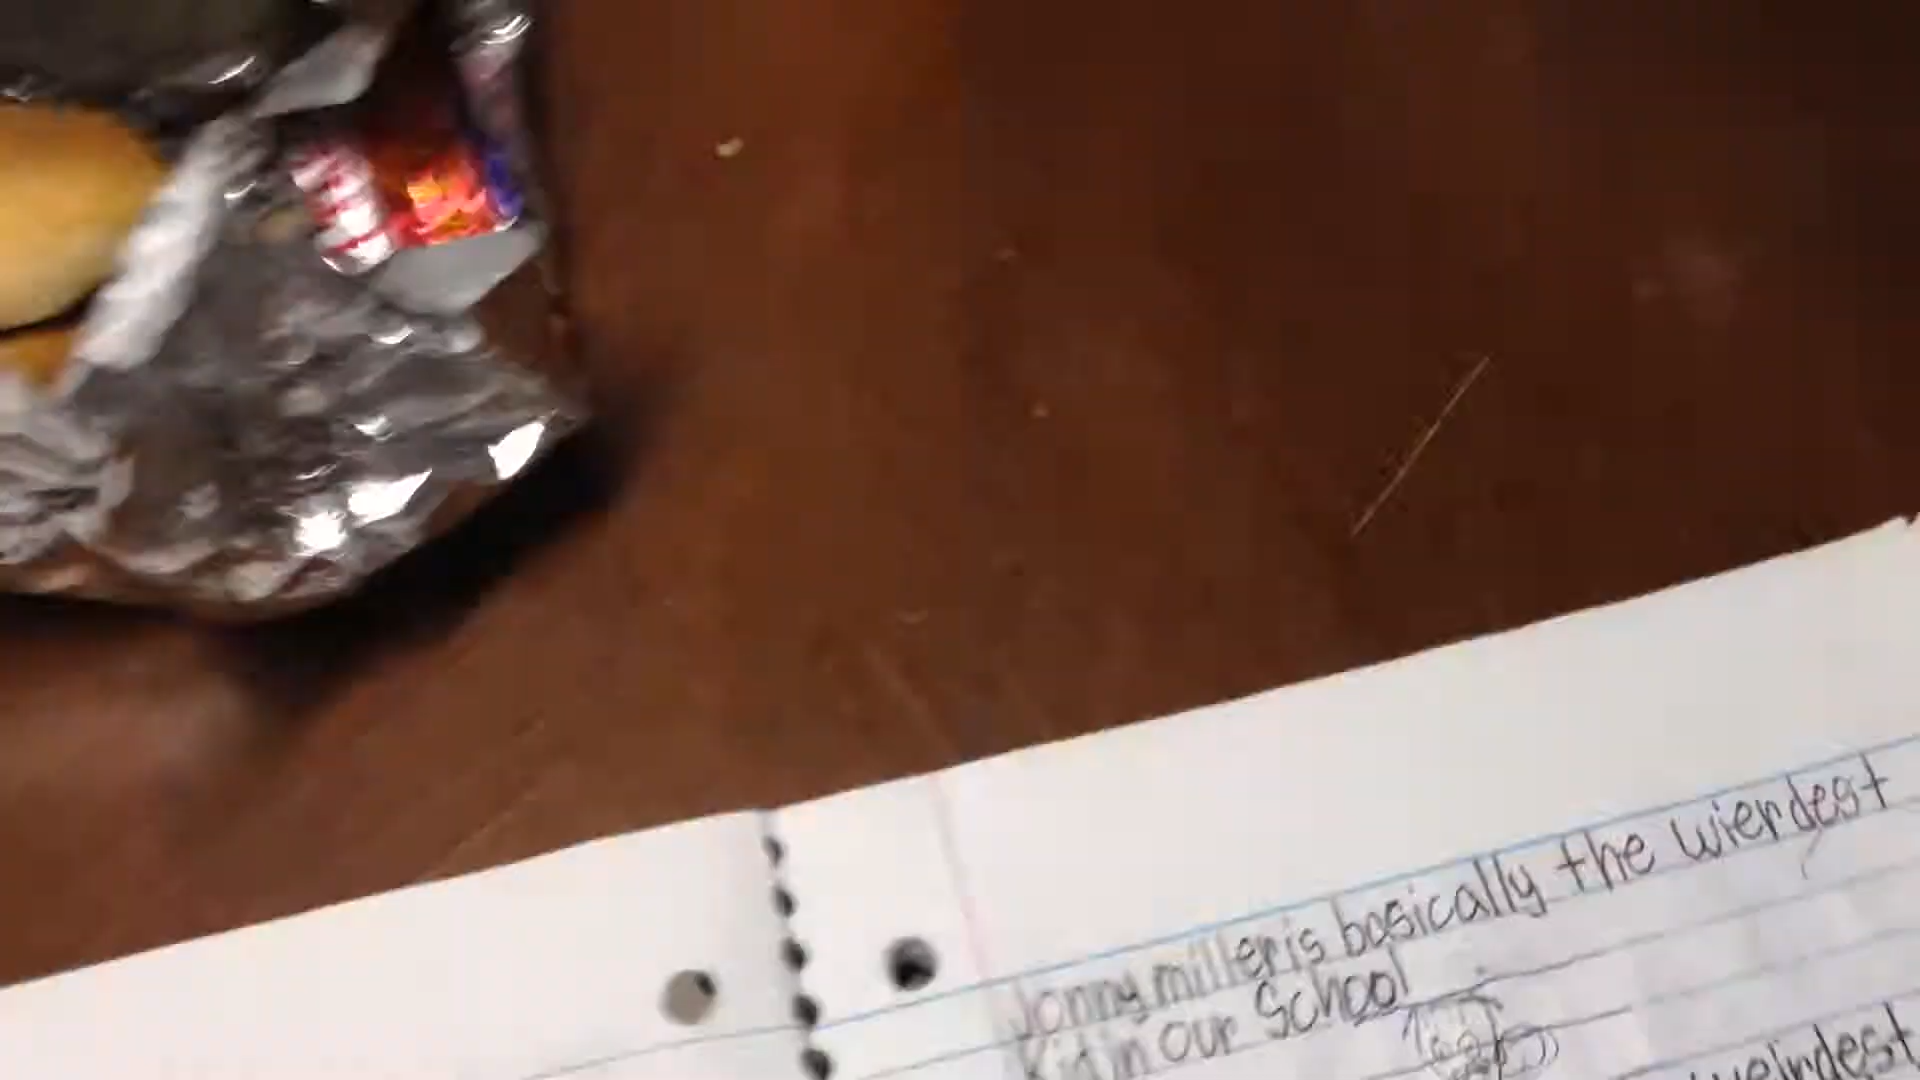 Jonny miller is basically the wierdest
Kid in our School
weirdest